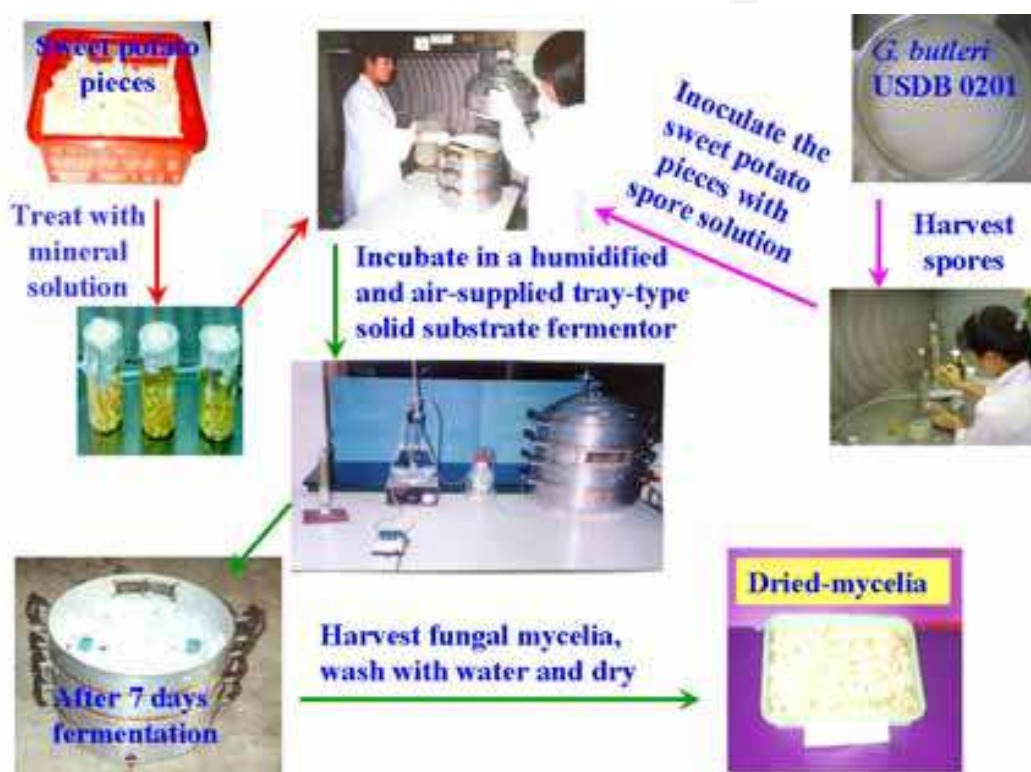 Sweet potato
pieces
G. butleri
USDB 0201
Inoculate the
sweet potato
pieces with
spore solution
Treat with
mineral
solution
Harvest
spores
Incubate in a humidified
and air-supplied tray-type
solid substrate fermentor
Dried-mycelia
Harvest fungal mycelia,
wash with water and dry
After 7 days
fermentation